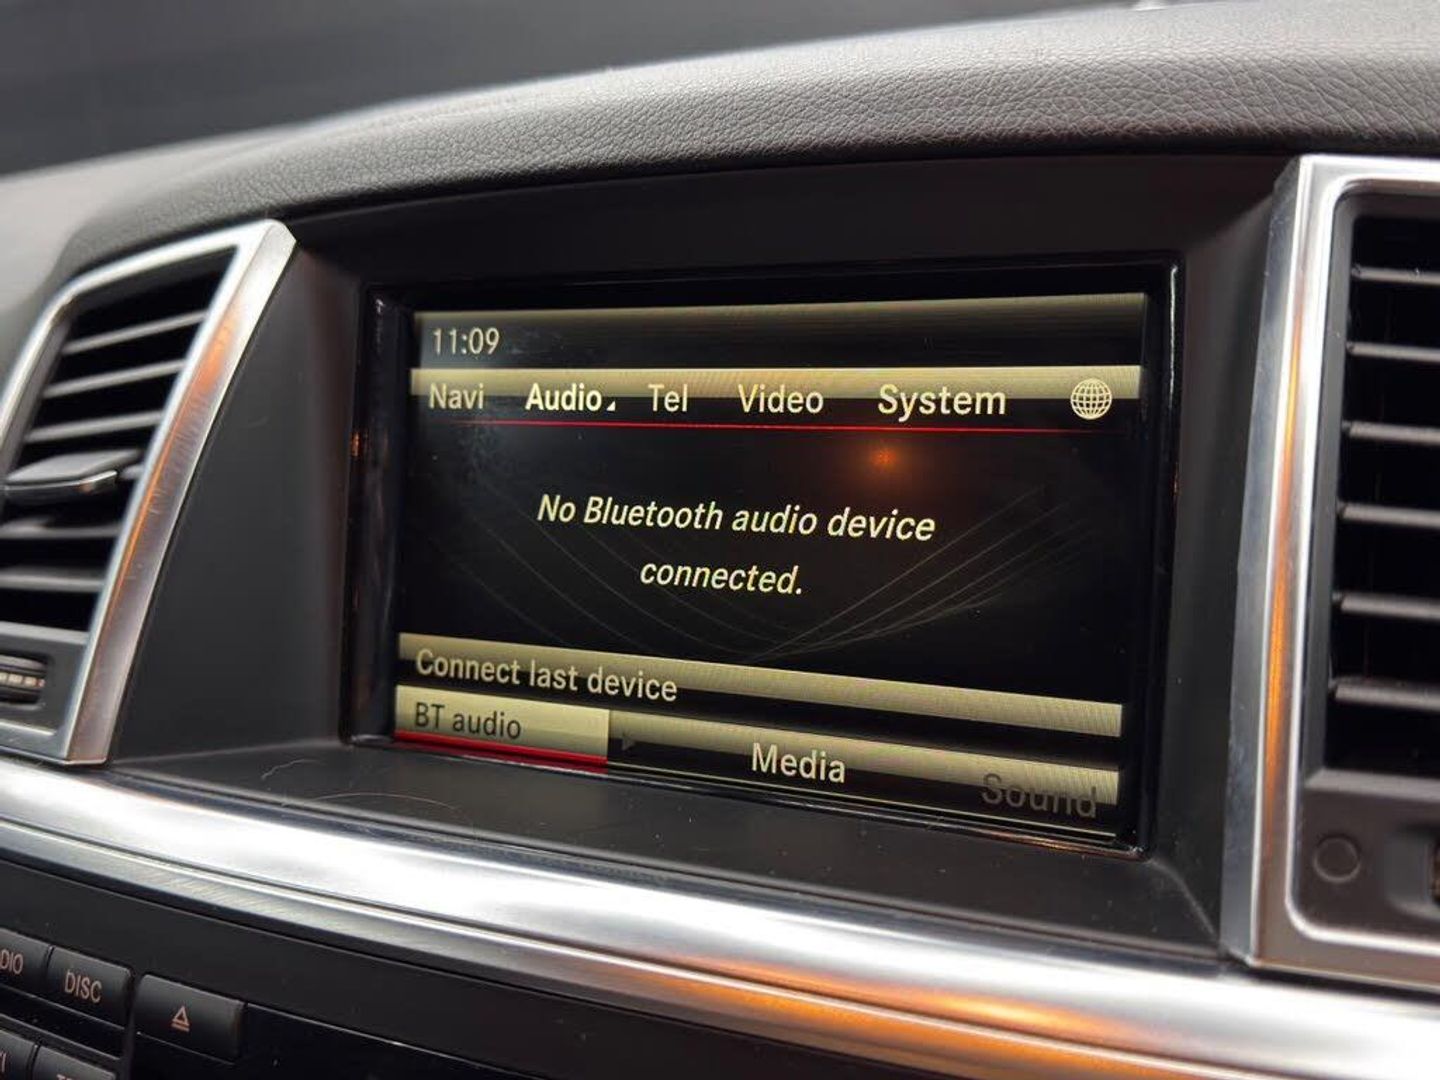 11:09
Navi Audio Tel Video System
No Bluetooth audio device
connected.
Connect last device
BT audio Media Sound
DISC